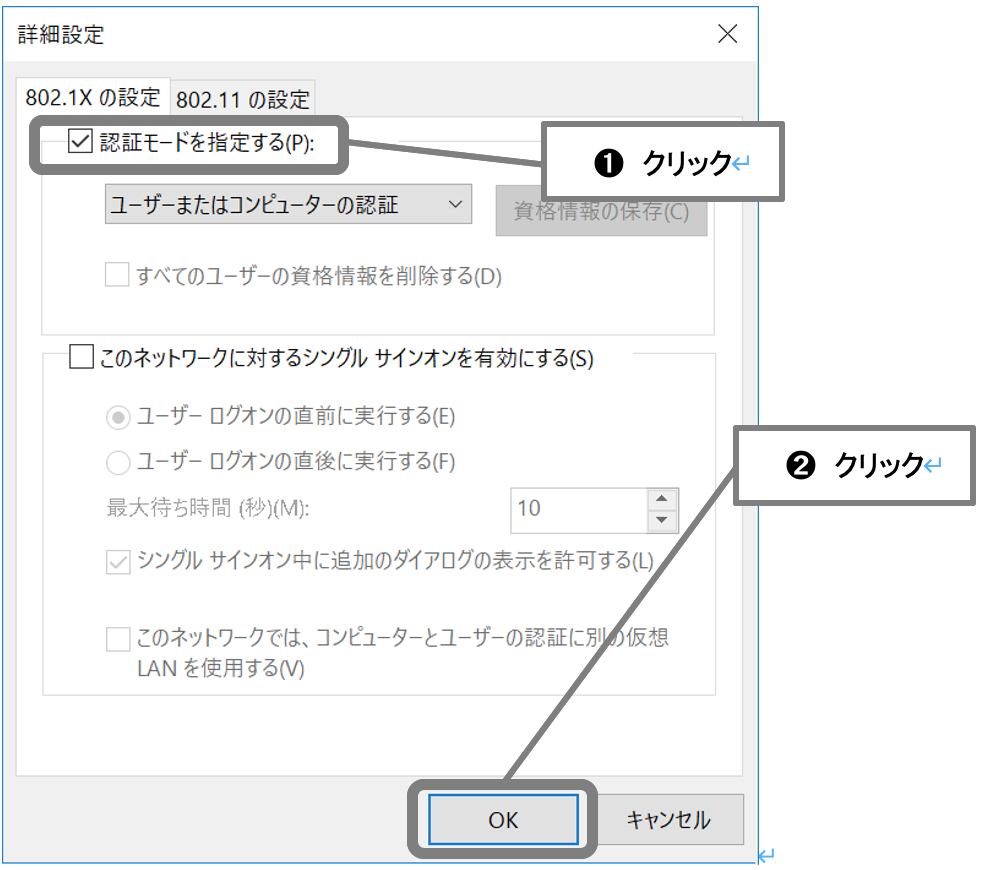 詳細設定
802.1X の設定 802.11 の設定
認証モードを指定する(P):
❶ クリック↵
ユーザーまたはコンピューターの認証
資格情報の保存(C)
すべてのユーザーの資格情報を削除する(D)
このネットワークに対するシングル サインオンを有効にする(S)
ユーザー ログオンの直前に実行する(E)
ユーザー ログオンの直後に実行する(F)
❷ クリック↵
最大待ち時間 (秒)(M):
10
シングル サインオン中に追加のダイアログの表示を許可する(L)
このネットワークでは、コンピューターとユーザーの認証に別の仮想
LAN を使用する(V)
OK
キャンセル
↵